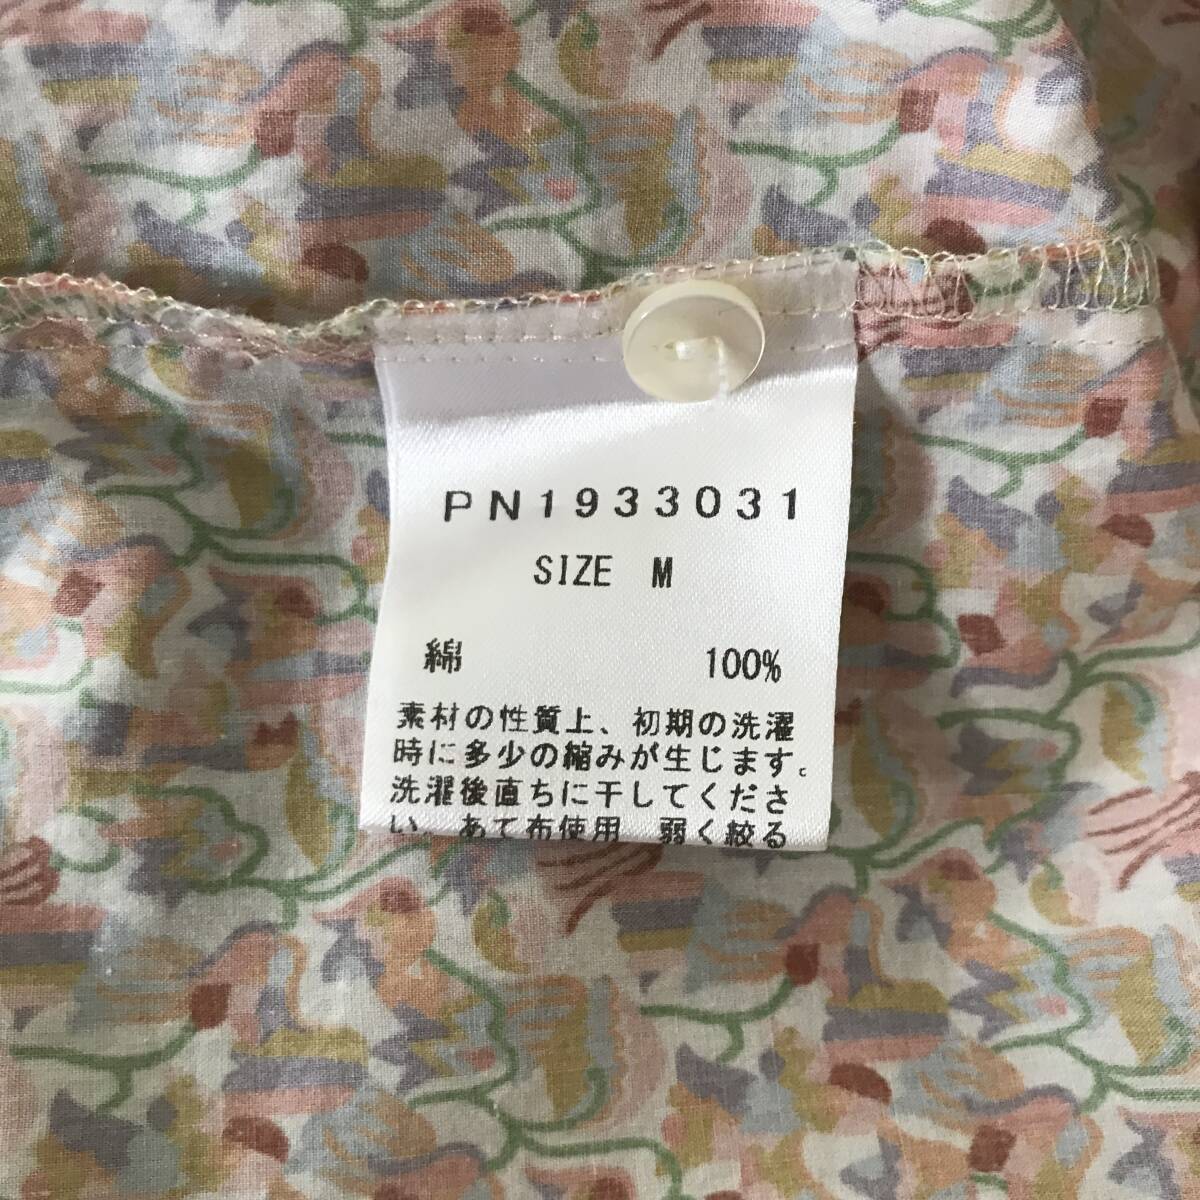 PN1933031
SIZE M
綿 100%
素材の性質上、初期の洗濯
時に多少の縮みが生じます。
洗濯後直ちに干してくださ
い。あて布使用 弱く絞る